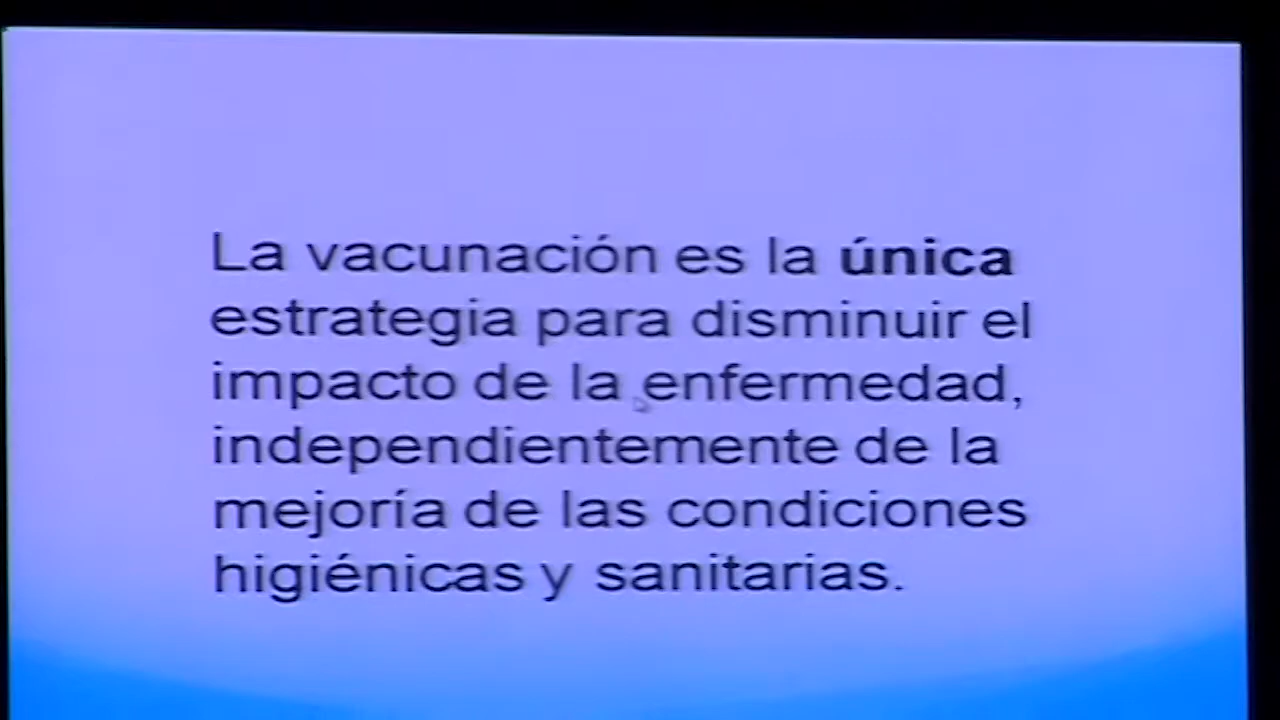 La vacunación es la única
estrategia para disminuir el
impacto de la enfermedad,
independientemente de la
mejoría de las condiciones
higiénicas y sanitarias.